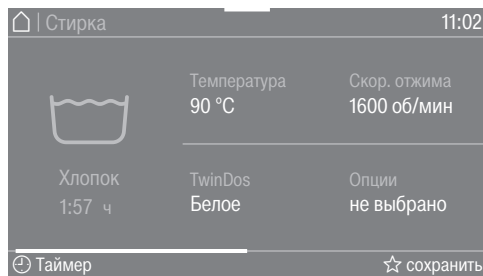 | Стирка 11:02
Температура Скор. отжима
90 °C 1600 об/мин
Хлопок TwinDos Опции
1:57 ч Белое не выбрано
Таймер сохранить